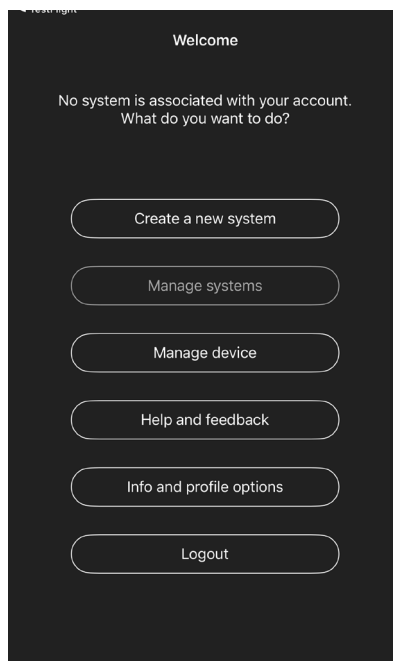 ◄ TestFlight
Welcome
No system is associated with your account.
What do you want to do?
Create a new system
Manage systems
Manage device
Help and feedback
Info and profile options
Logout